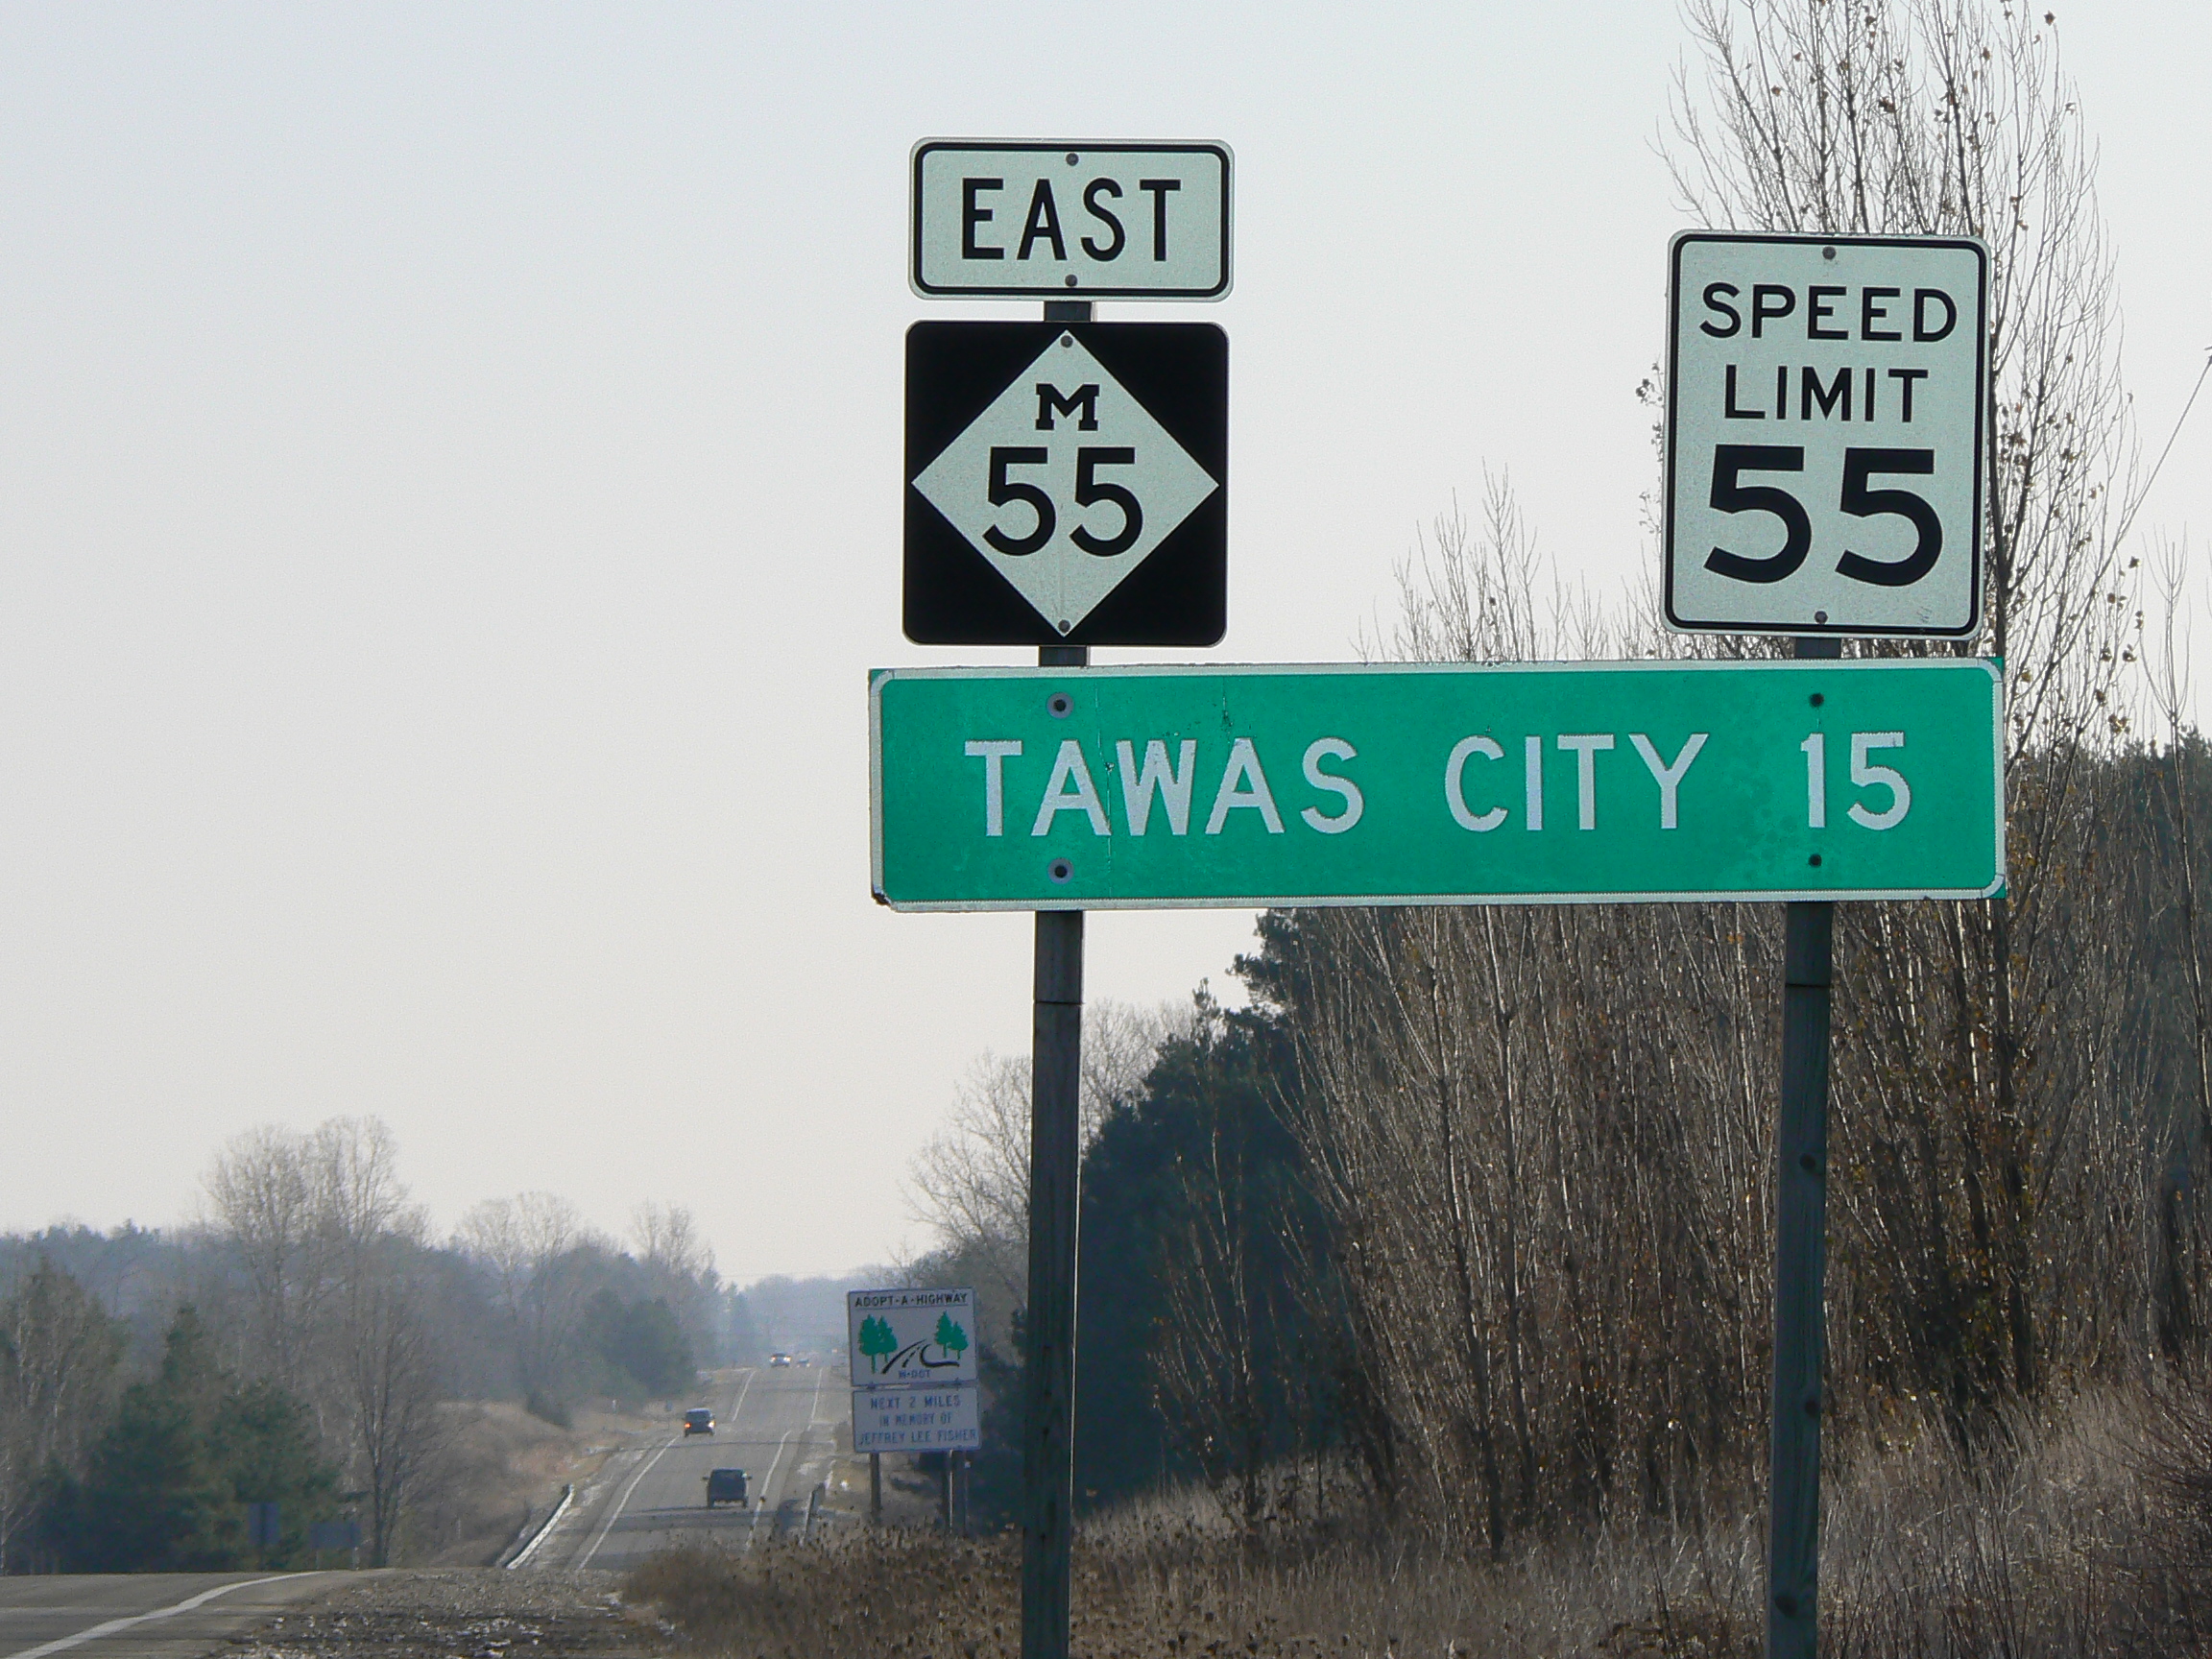 EAST
M
55
SPEED
LIMIT
55
TAWAS CITY 15
ADOPT-A-HIGHWAY
M•DOT
NEXT 2 MILES
IN MEMORY OF
JEFFREY LEE FISHER